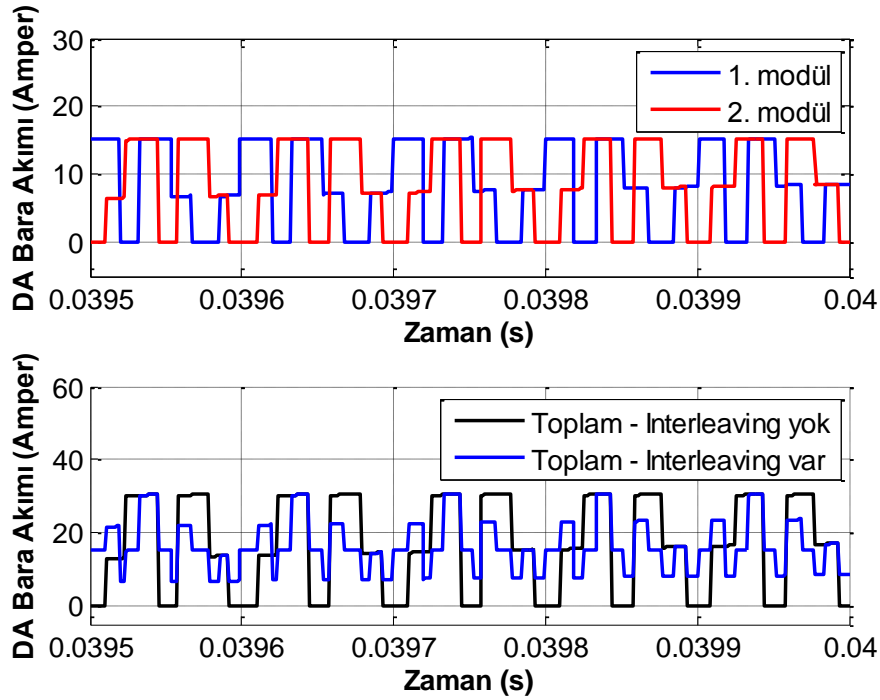 DA Bara Akımı (Amper)
30
20
10
0
1. modül
2. modül
0.0395 0.0396 0.0397 0.0398 0.0399 0.04
Zaman (s)
DA Bara Akımı (Amper)
60
40
20
0
Toplam - Interleaving yok
Toplam - Interleaving var
0.0395 0.0396 0.0397 0.0398 0.0399 0.04
Zaman (s)